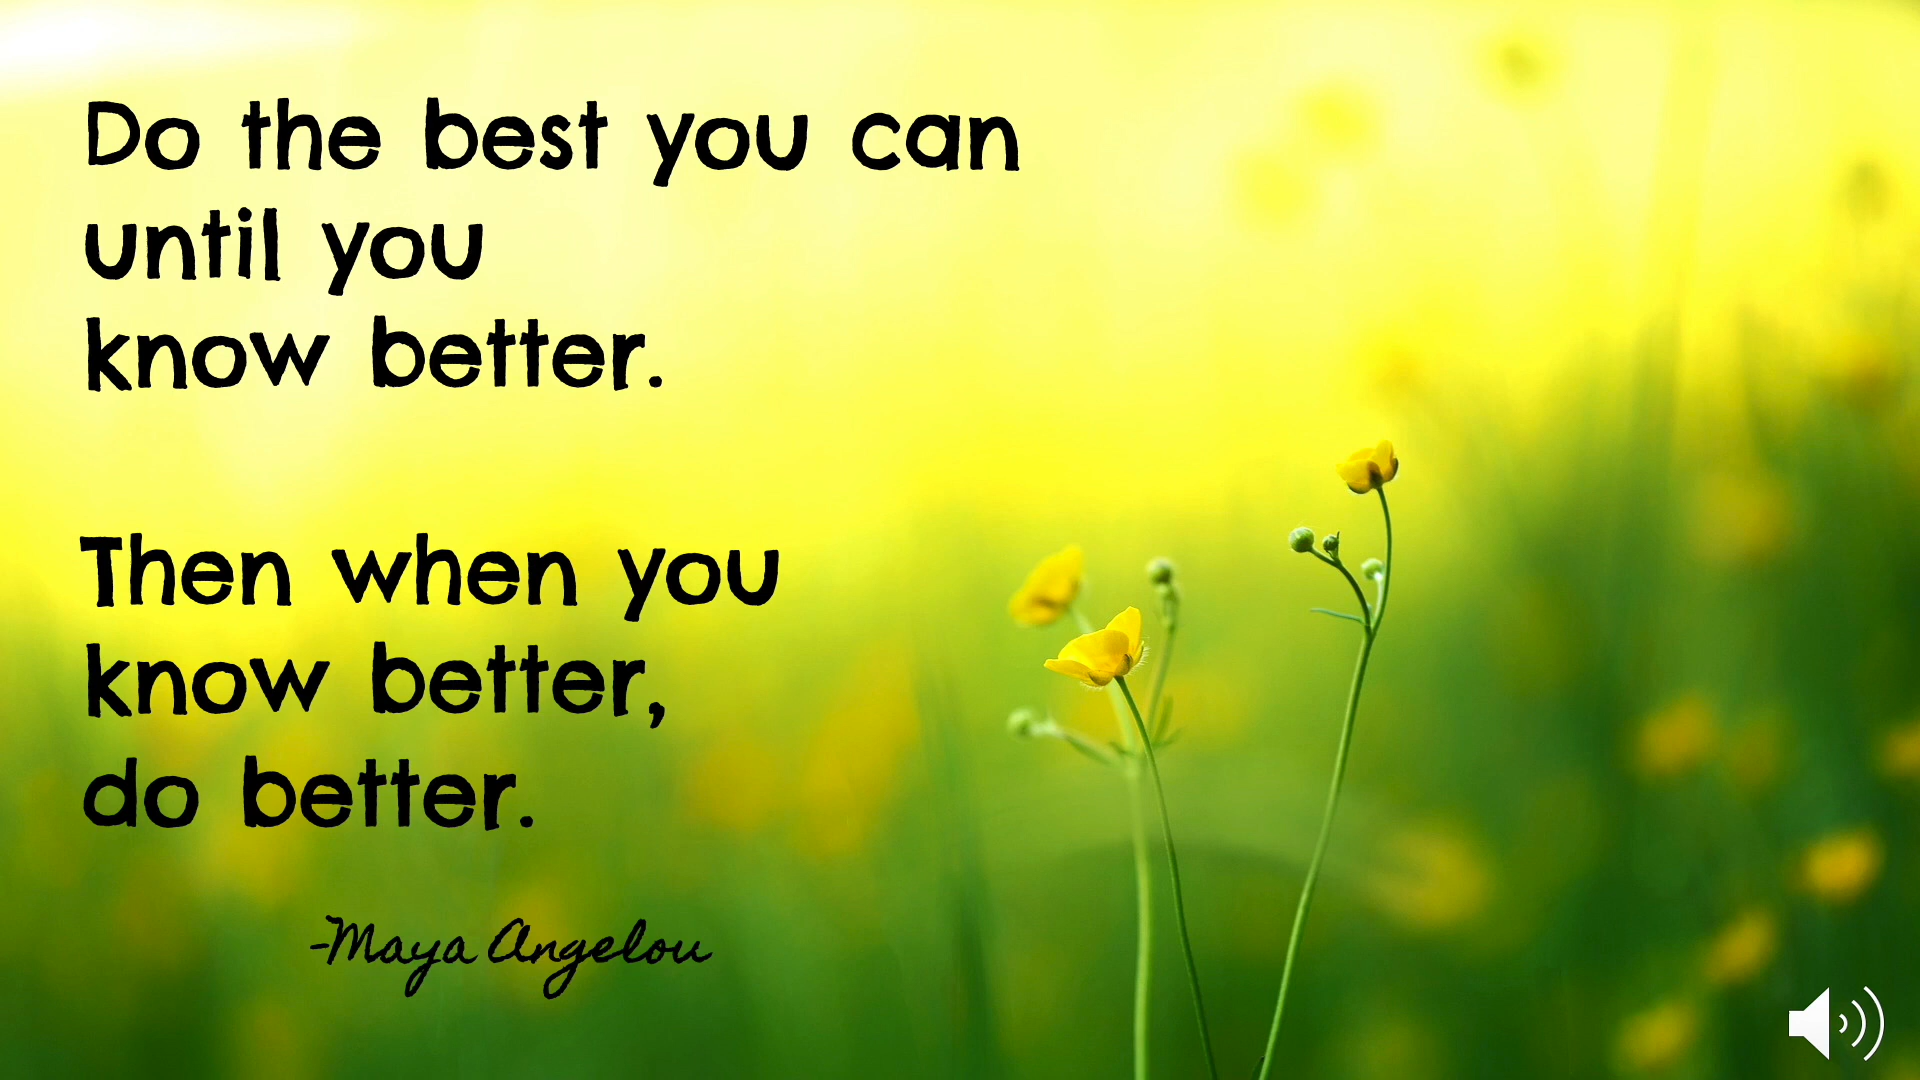 Do the best you can
until you
know better.
Then when you
know better,
do better.
-Maya Angelou